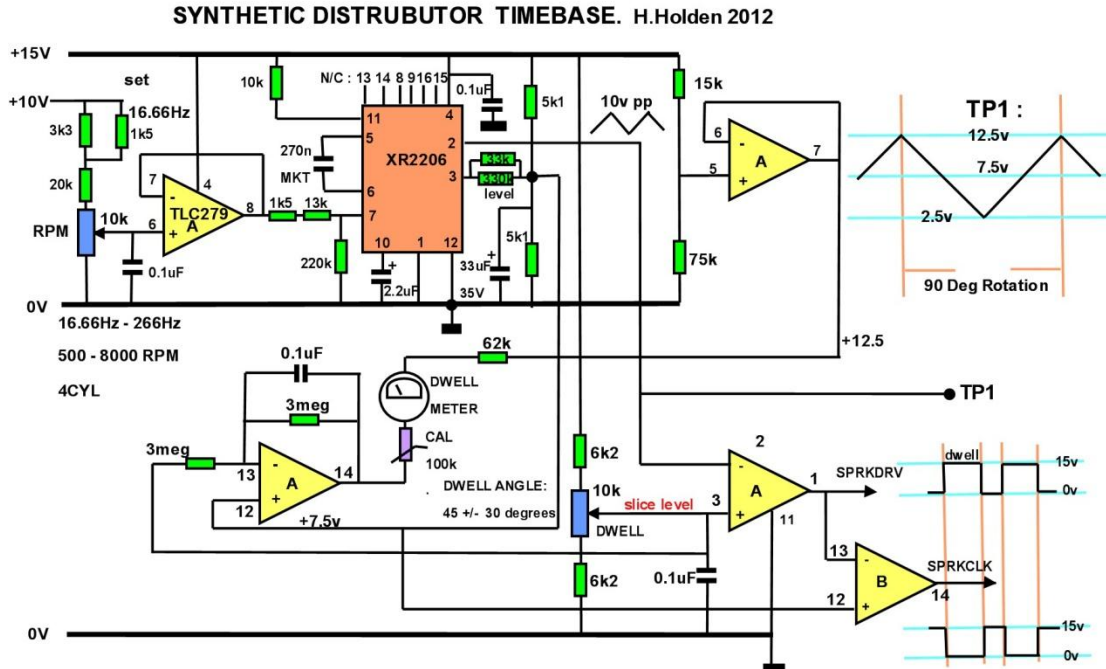 SYNTHETIC DISTRUBUTOR TIMEBASE. H.Holden 2012
+15V
set
+10V
16.66Hz
3k3
1k5
20k
RPM
10k
7
4
TLC279
A
6
8
0.1uF
1k5
13k
220k
10k
N/C : 13 14 8 9 16 15
0.1uF
11
4
5
2
270n
MKT
XR2206
3
6
7
10
1
12
33k
330k
level
5k1
5k1
33uF
35V
2.2uF
10v pp
15k
75k
6
7
5
A
TP1 :
12.5v
7.5v
2.5v
90 Deg Rotation
0V
16.66Hz - 266Hz
500 - 8000 RPM
4CYL
+12.5
62k
0.1uF
DWELL
METER
3meg
3meg
CAL
100k
13
14
A
12
+7.5v
DWELL ANGLE:
45 +/- 30 degrees
6k2
10k
slice level
DWELL
6k2
0.1uF
TP1
2
1
A
3
11
SPRKDRV
dwell
15v
0v
13
B
SPRKCLK
12
14
15v
0v
0V